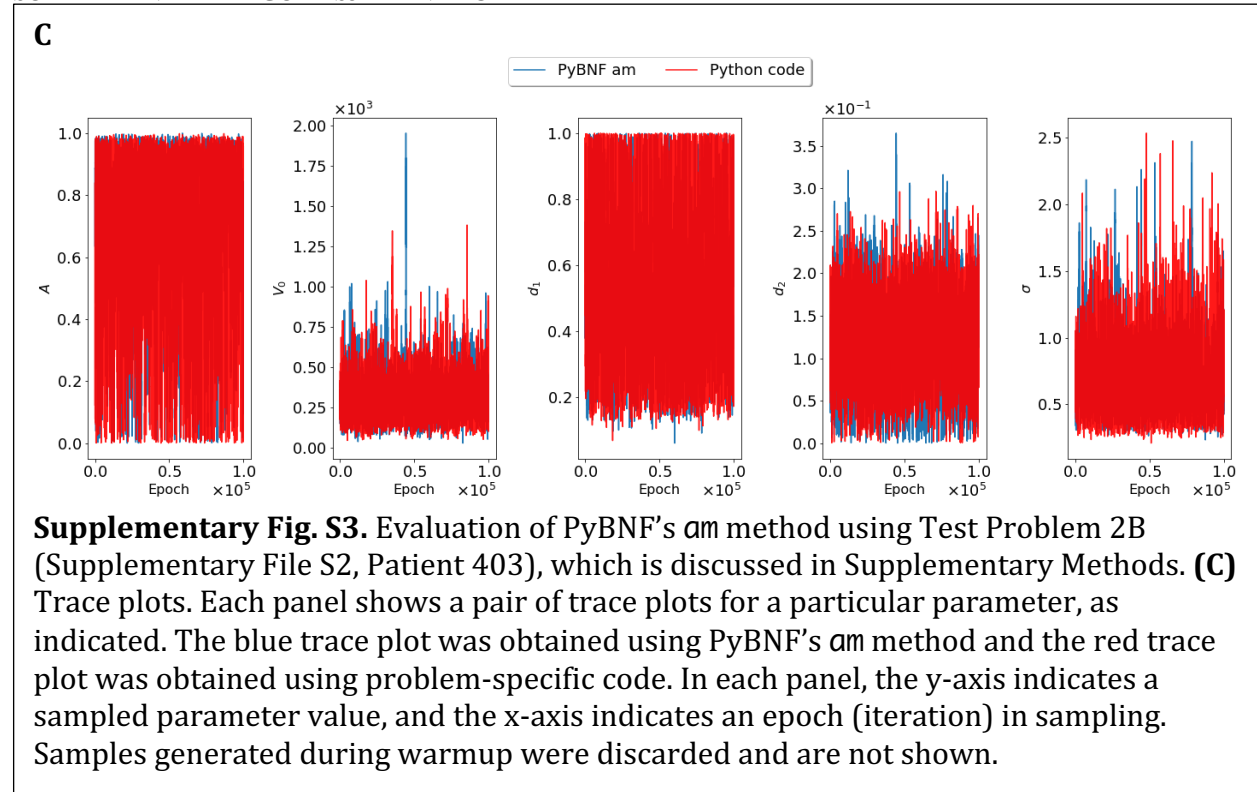 C
PyBNF am
Python code
×10³
×10⁻¹
1.0
0.8
0.6
0.4
0.2
0.0
A
0.0
0.5
1.0
Epoch
×10⁵
2.00
1.75
1.50
1.25
1.00
0.75
0.50
0.25
0.00
V₀
0.0
0.5
1.0
Epoch
×10⁵
1.0
0.8
0.6
0.4
0.2
d₁
0.0
0.5
1.0
Epoch
×10⁵
3.5
3.0
2.5
2.0
1.5
1.0
0.5
0.0
d₂
0.0
0.5
1.0
Epoch
×10⁵
2.5
2.0
1.5
1.0
0.5
σ
0.0
0.5
1.0
Epoch
×10⁵
Supplementary Fig. S3. Evaluation of PyBNF’s am method using Test Problem 2B
(Supplementary File S2, Patient 403), which is discussed in Supplementary Methods. (C)
Trace plots. Each panel shows a pair of trace plots for a particular parameter, as
indicated. The blue trace plot was obtained using PyBNF’s am method and the red trace
plot was obtained using problem-specific code. In each panel, the y-axis indicates a
sampled parameter value, and the x-axis indicates an epoch (iteration) in sampling.
Samples generated during warmup were discarded and are not shown.